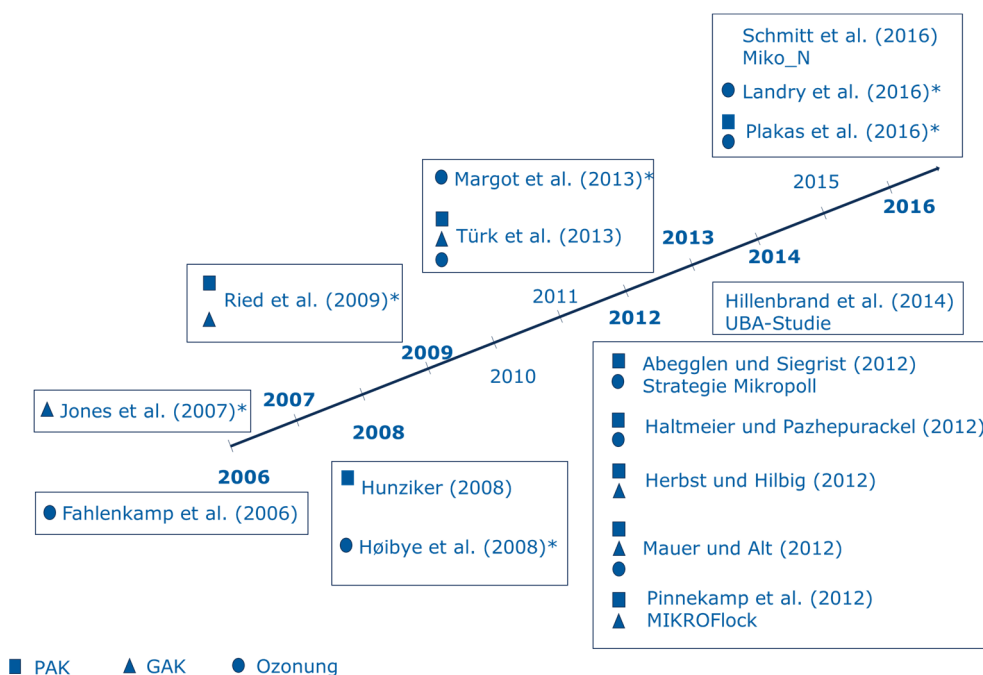 Schmitt et al. (2016)
Miko_N
Landry et al. (2016)*
Plakas et al. (2016)*
Margot et al. (2013)*
Türk et al. (2013)
Ried et al. (2009)*
Jones et al. (2007)*
2006
2007
2008
2009
2010
2011
2012
2013
2014
2015
2016
Fahlenkamp et al. (2006)
Hunziker (2008)
Høibye et al. (2008)*
Hillenbrand et al. (2014)
UBA-Studie
Abegglen und Siegrist (2012)
Strategie Mikropoll
Haltmeier und Pazhepurackel (2012)
Herbst und Hilbig (2012)
Mauer und Alt (2012)
Pinnekamp et al. (2012)
MIKROFlock
PAK
GAK
Ozonung